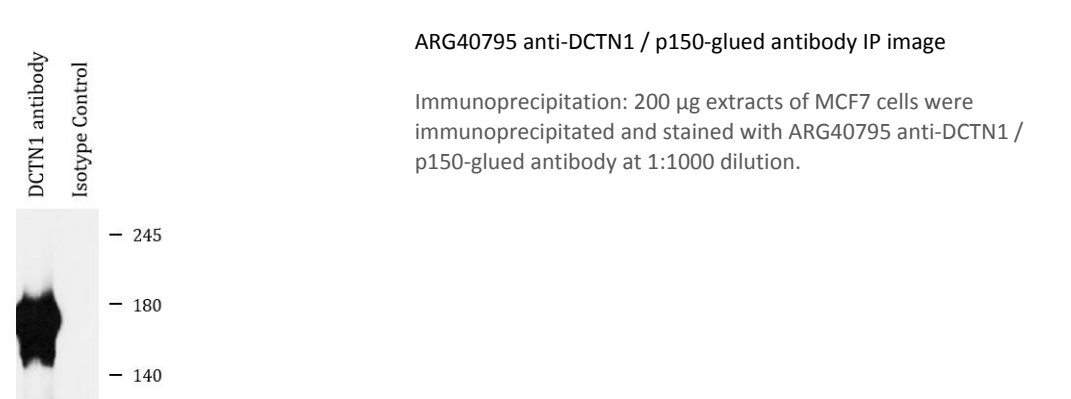 DCTN1 antibody
Isotype Control
245
180
140
ARG40795 anti-DCTN1 / p150-glued antibody IP image
Immunoprecipitation: 200 µg extracts of MCF7 cells were
immunoprecipitated and stained with ARG40795 anti-DCTN1 /
p150-glued antibody at 1:1000 dilution.